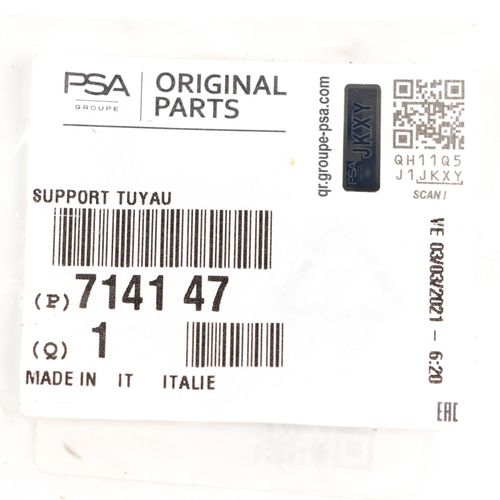 PSA
GROUPE
ORIGINAL
PARTS
qr.groupe-psa.com
PSA JKXY
QH11Q5
J1JKXY
SCAN!
SUPPORT TUYAU
(P) 7141 47
(Q) 1
MADE IN IT ITALIE
VE 03/03/2021 - 6:20
EAC